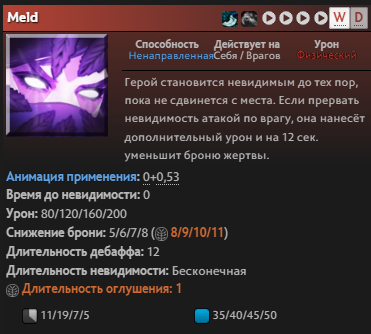 Meld
W D
Способность Действует на Урон
Ненаправленная Себя / Врагов Физический
Герой становится невидимым до тех пор,
пока не сдвинется с места. Если прервать
невидимость атакой по врагу, она нанесёт
дополнительный урон и на 12 сек.
уменьшит броню жертвы.
Анимация применения: 0+0,53
Время до невидимости: 0
Урон: 80/120/160/200
Снижение брони: 5/6/7/8 (8/9/10/11)
Длительность дебаффа: 12
Длительность невидимости: Бесконечная
Длительность оглушения: 1
11/19/7/5 35/40/45/50